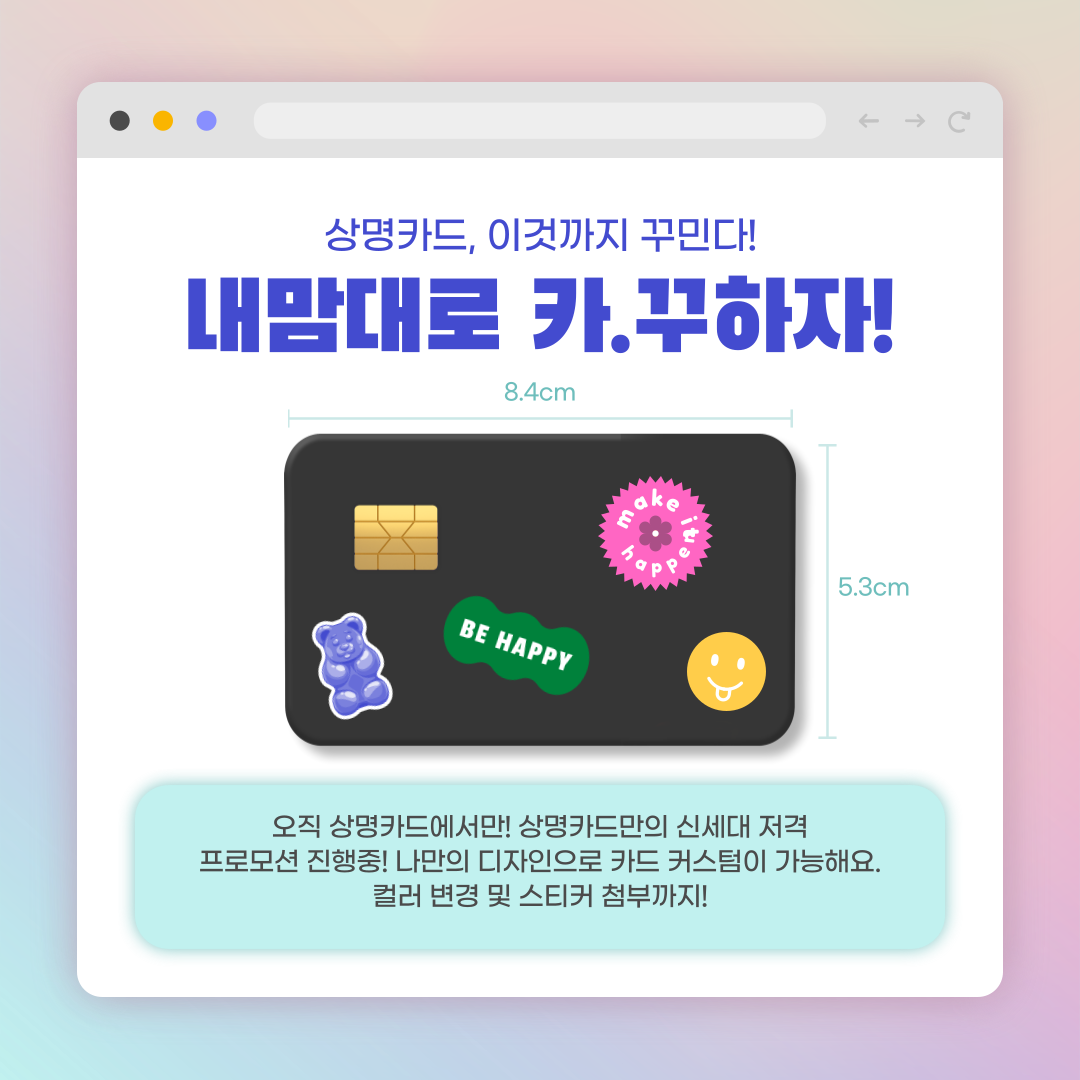 상명카드, 이것까지 꾸민다!
내맘대로 카.꾸하자!
8.4cm
make it happen
BE HAPPY
5.3cm
오직 상명카드에서만! 상명카드만의 신세대 저격
프로모션 진행중! 나만의 디자인으로 카드 커스텀이 가능해요.
컬러 변경 및 스티커 첨부까지!